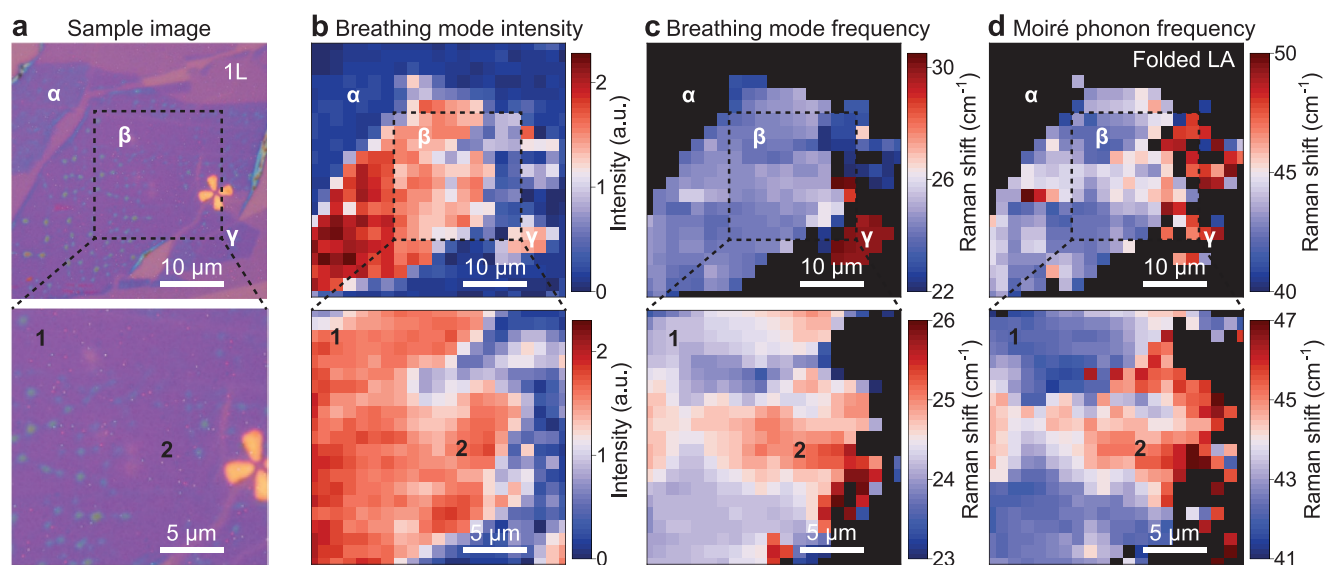 a Sample image
b Breathing mode intensity
c Breathing mode frequency
d Moiré phonon frequency
α
1L
β
γ
10 µm
α
β
γ
10 µm
2
1
0
Intensity (a.u.)
α
β
γ
10 µm
30
28
26
24
22
Raman shift (cm-1)
Folded LA
α
β
γ
10 µm
50
45
40
Raman shift (cm-1)
1
2
5 µm
1
2
5 µm
2
1
0
Intensity (a.u.)
1
2
5 µm
26
25
24
23
Raman shift (cm-1)
1
2
5 µm
47
45
43
41
Raman shift (cm-1)